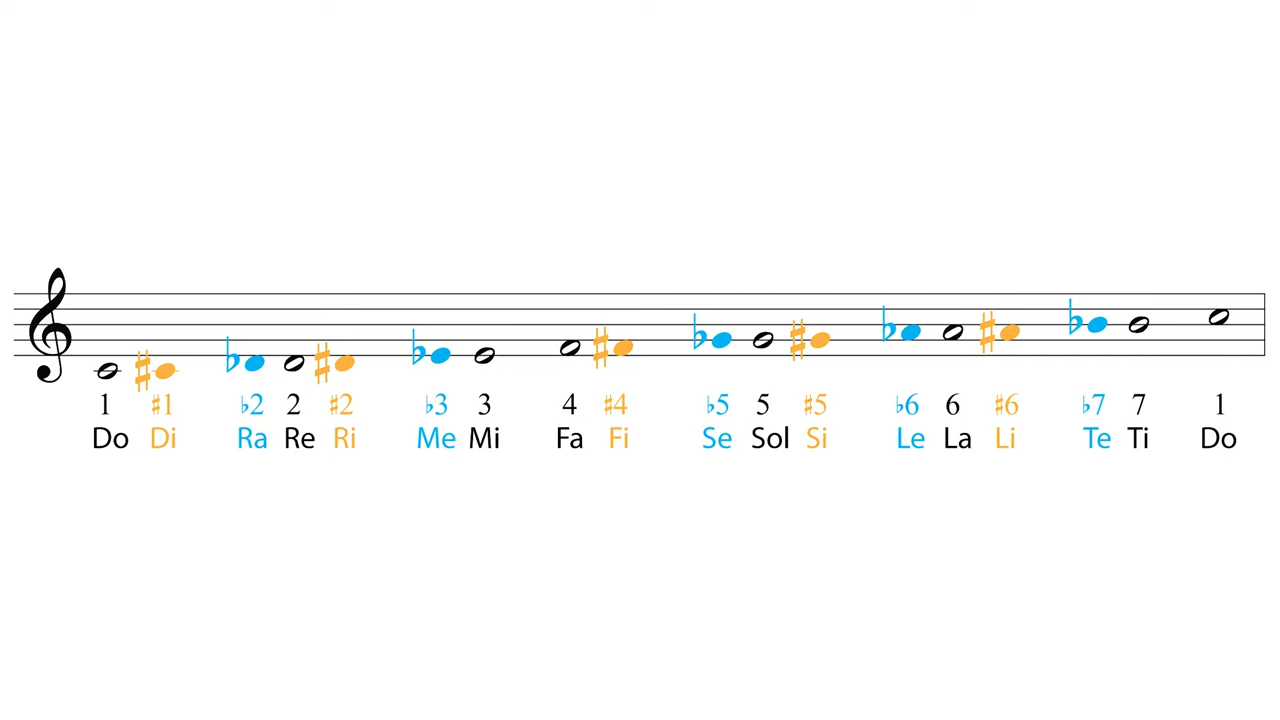 1 ♯1 ♭2 2 ♯2 ♭3 3 4 ♯4 ♭5 5 ♯5 ♭6 6 ♯6 ♭7 7 1
Do Di Ra Re Ri Me Mi Fa Fi Se Sol Si Le La Li Te Ti Do